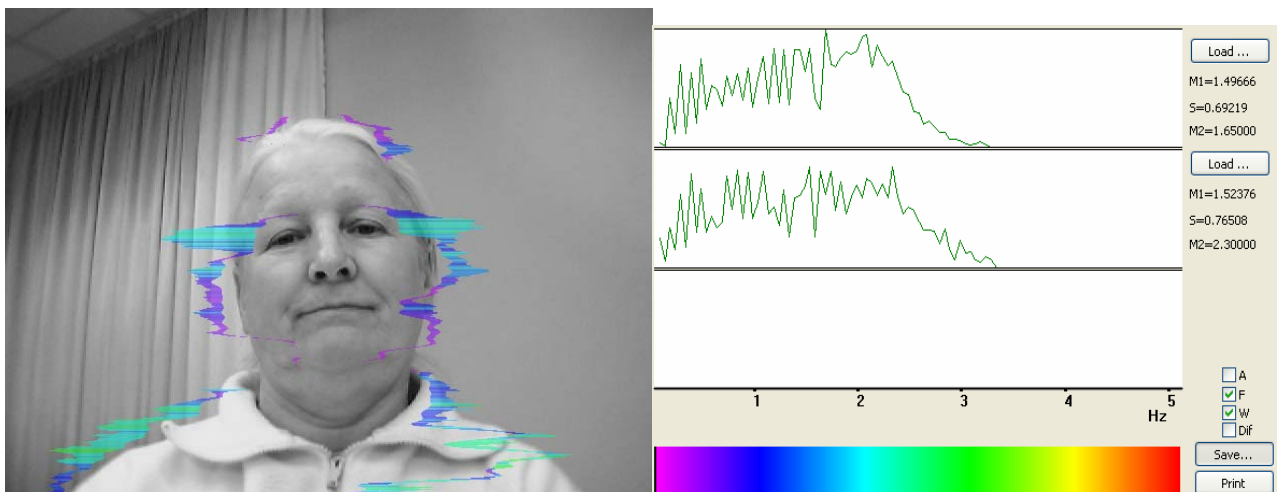 Load ...
M1=1.49666
S=0.69219
M2=1.65000
Load ...
M1=1.52376
S=0.76508
M2=2.30000
1 2 3 4 5
Hz
A
F
W
Dif
Save...
Print